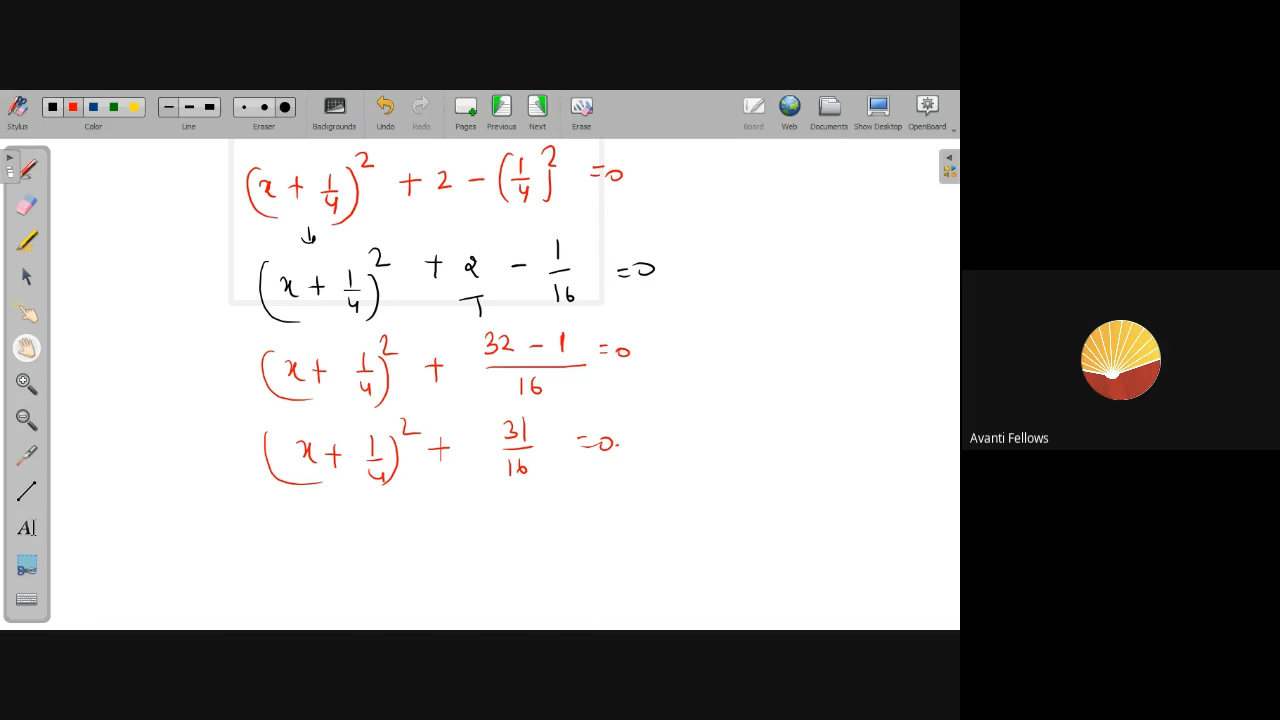 Stylus Color Line Eraser Backgrounds Undo Redo Pages Previous Next Erase Board Web Documents Show Desktop OpenBoard
(x + 1/4)² + 2 - (1/4)² =0
(x + 1/4)² + 2/1 - 1/16 =0
(x + 1/4)² + 32 - 1/16 =0
(x + 1/4)² + 31/16 =0.
AI
Avanti Fellows